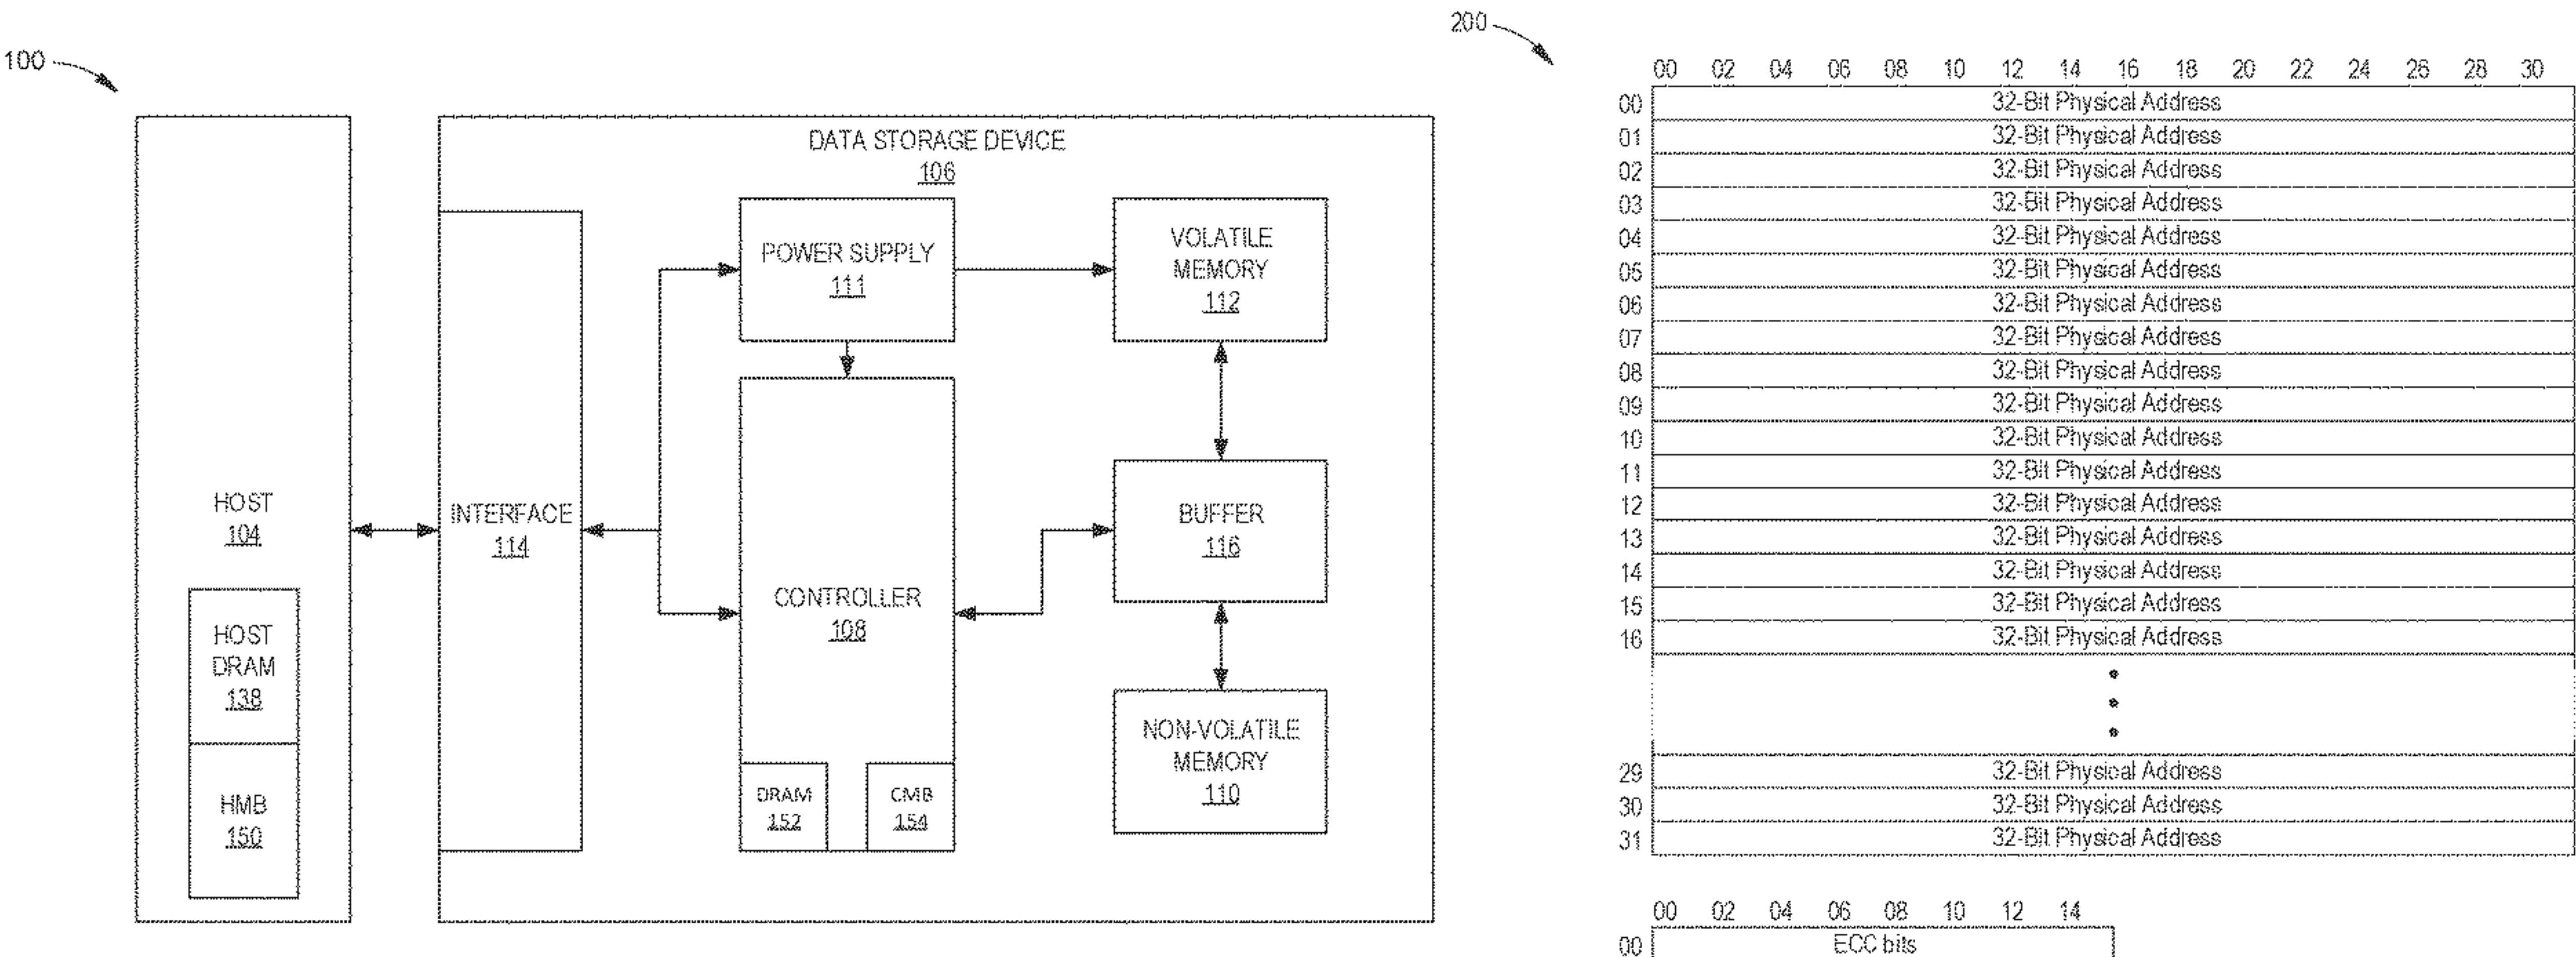 100
HOST
104
HOST
DRAM
138
HMB
150
DATA STORAGE DEVICE
106
INTERFACE
114
POWER SUPPLY
111
CONTROLLER
108
DRAM
152
CMB
154
VOLATILE
MEMORY
112
BUFFER
116
NON-VOLATILE
MEMORY
110
200
00 02 04 06 08 10 12 14 16 18 20 22 24 26 28 30
00 32-Bit Physical Address
01 32-Bit Physical Address
02 32-Bit Physical Address
03 32-Bit Physical Address
04 32-Bit Physical Address
05 32-Bit Physical Address
06 32-Bit Physical Address
07 32-Bit Physical Address
08 32-Bit Physical Address
09 32-Bit Physical Address
10 32-Bit Physical Address
11 32-Bit Physical Address
12 32-Bit Physical Address
13 32-Bit Physical Address
14 32-Bit Physical Address
15 32-Bit Physical Address
16 32-Bit Physical Address
29 32-Bit Physical Address
30 32-Bit Physical Address
31 32-Bit Physical Address
00 02 04 06 08 10 12 14
00 ECC bits